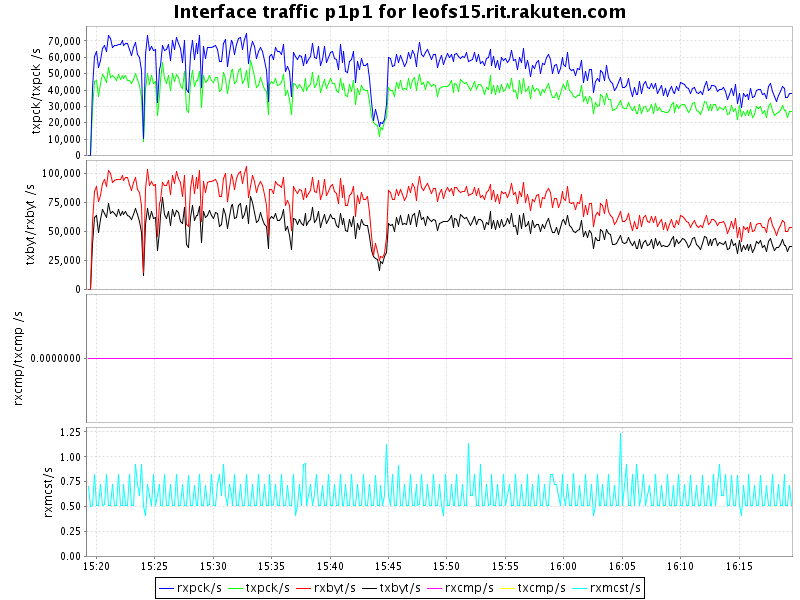 Interface traffic p1p1 for leofs15.rit.rakuten.com
txpck/txpck /s
70,000
60,000
50,000
40,000
30,000
20,000
10,000
0
txbyt/rxbyt /s
100,000
75,000
50,000
25,000
0
rxcmp/txcmp /s
0.0000000
rxmcst/s
1.25
1.00
0.75
0.50
0.25
0.00
15:20 15:25 15:30 15:35 15:40 15:45 15:50 15:55 16:00 16:05 16:10 16:15
rxpck/s txpck/s rxbyt/s txbyt/s rxcmp/s txcmp/s rxmcst/s